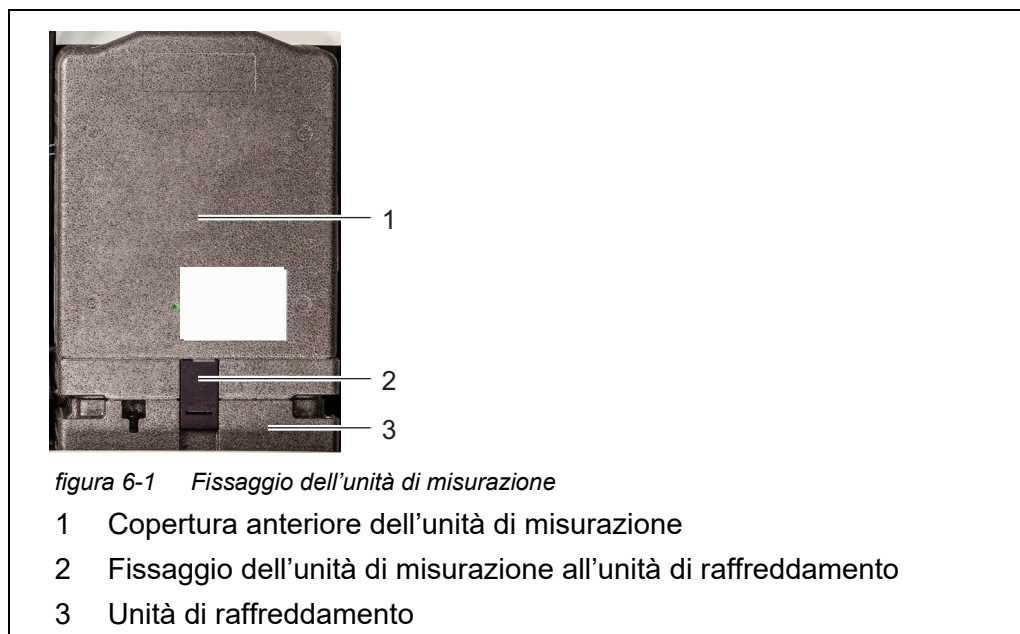 1
2
3
figura 6-1 Fissaggio dell'unità di misurazione
1 Copertura anteriore dell'unità di misurazione
2 Fissaggio dell'unità di misurazione all'unità di raffreddamento
3 Unità di raffreddamento